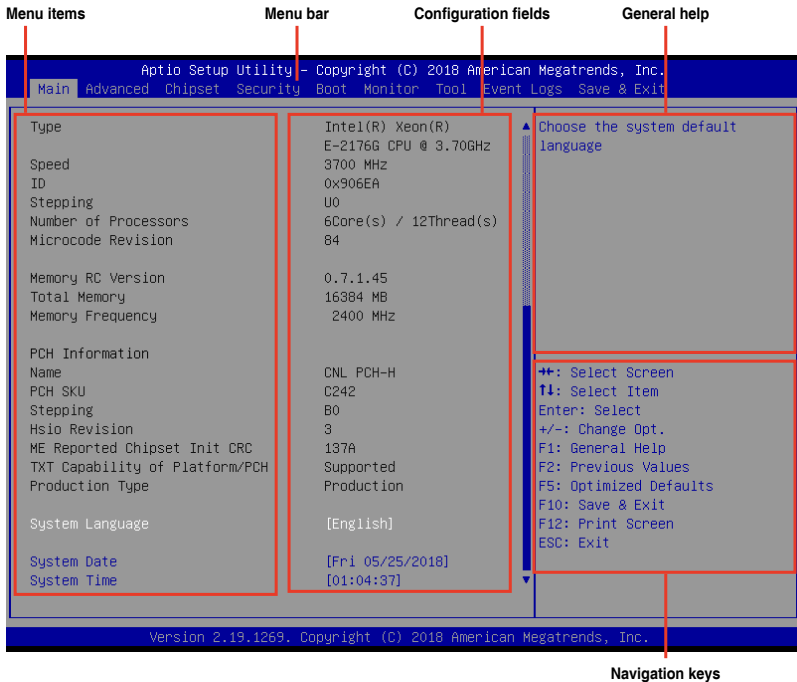 Menu items Menu bar Configuration fields General help
Aptio Setup Utility – Copyright (C) 2018 American Megatrends, Inc.
Main Advanced Chipset Security Boot Monitor Tool Event Logs Save & Exit
Type Intel(R) Xeon(R)
E-2176G CPU @ 3.70GHz
Speed 3700 MHz
ID 0x906EA
Stepping U0
Number of Processors 6Core(s) / 12Thread(s)
Microcode Revision 84
Memory RC Version 0.7.1.45
Total Memory 16384 MB
Memory Frequency 2400 MHz
PCH Information
Name CNL PCH-H
PCH SKU C242
Stepping B0
Hsio Revision 3
ME Reported Chipset Init CRC 137A
TXT Capability of Platform/PCH Supported
Production Type Production
System Language [English]
System Date [Fri 05/25/2018]
System Time [01:04:37]
Choose the system default
language
→←: Select Screen
↑↓: Select Item
Enter: Select
+/-: Change Opt.
F1: General Help
F2: Previous Values
F5: Optimized Defaults
F10: Save & Exit
F12: Print Screen
ESC: Exit
Version 2.19.1269. Copyright (C) 2018 American Megatrends, Inc.
Navigation keys